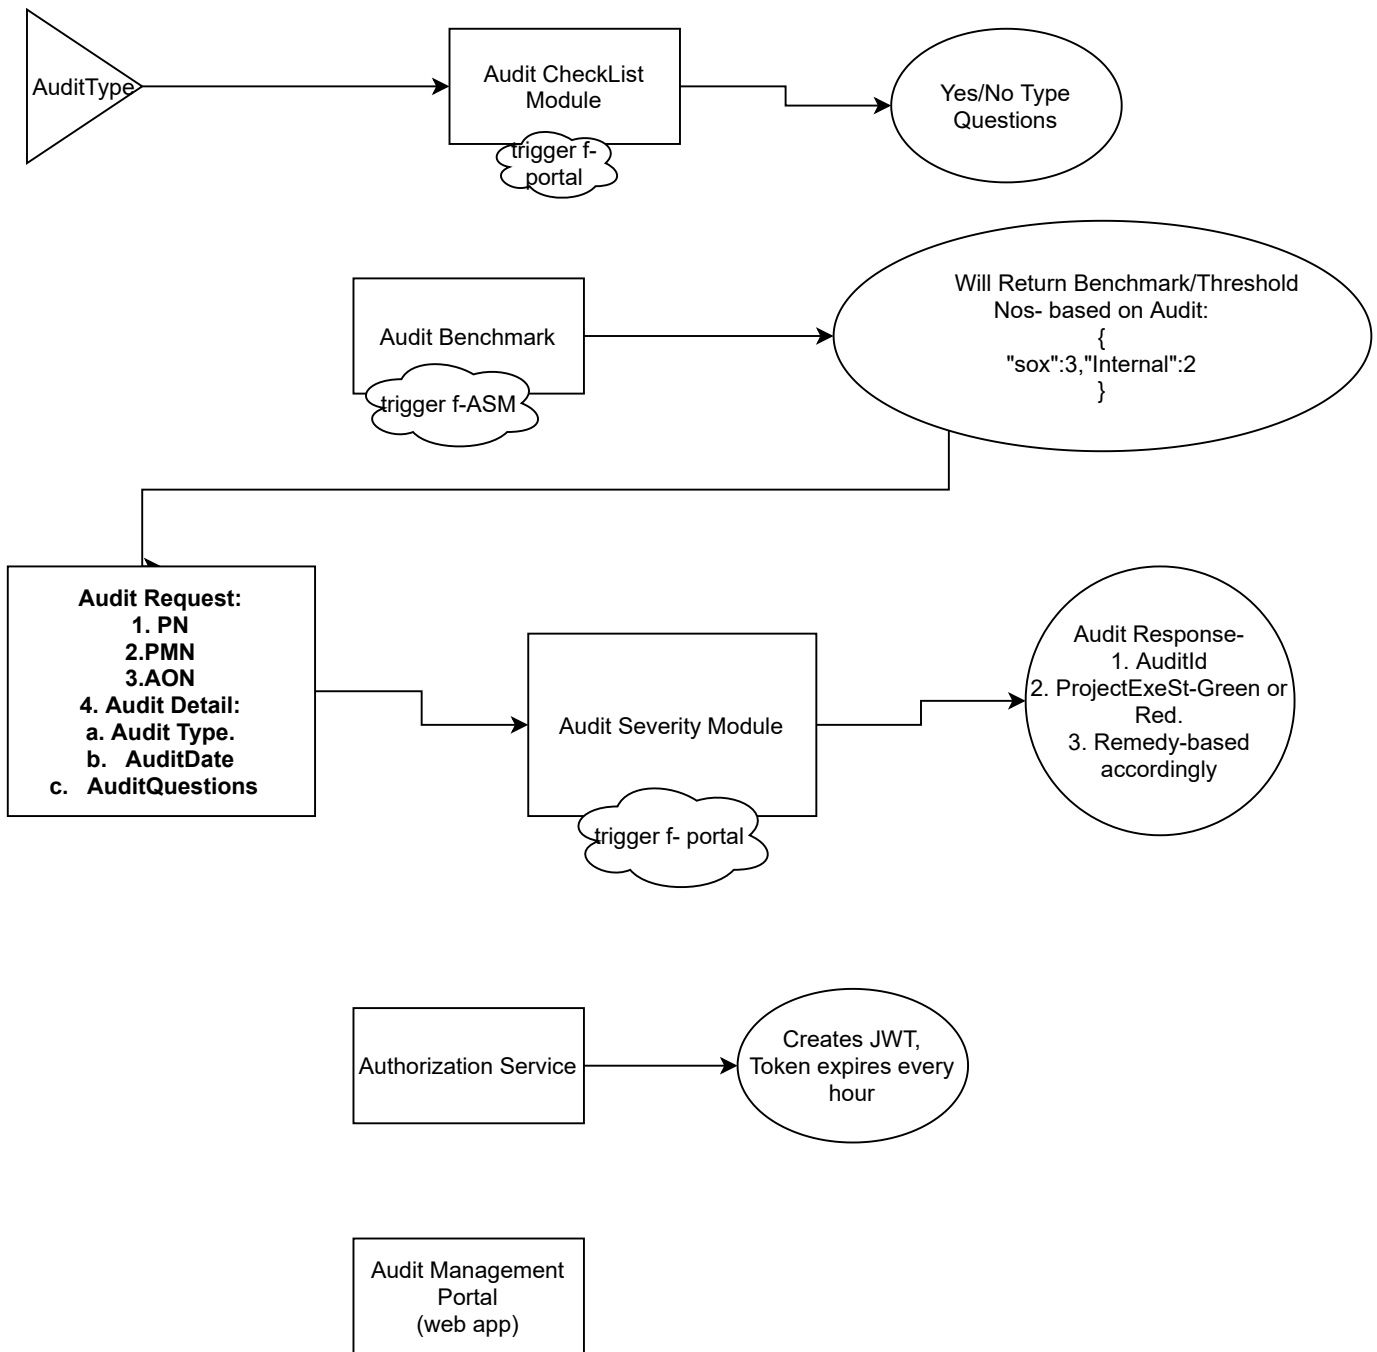 AuditType
Audit CheckList
Module
trigger f-
portal
Yes/No Type
Questions
Audit Benchmark
trigger f-ASM
Will Return Benchmark/Threshold
Nos- based on Audit:
{
"sox":3,"Internal":2
}
Audit Request:
1. PN
2.PMN
3.AON
4. Audit Detail:
a. Audit Type.
b. AuditDate
c. AuditQuestions
Audit Severity Module
trigger f- portal
Audit Response-
1. AuditId
2. ProjectExeSt-Green or
Red.
3. Remedy-based
accordingly
Authorization Service
Creates JWT,
Token expires every
hour
Audit Management
Portal
(web app)